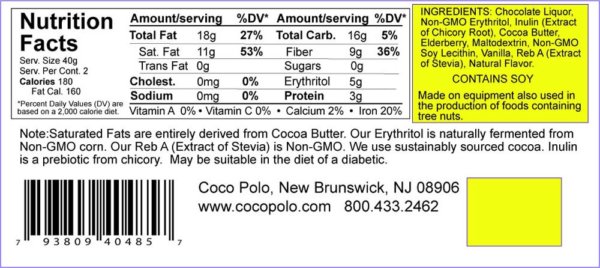 Nutrition
Facts
Serv. Size 40g
Serv. Per Cont. 2
Calories 180
Fat Cal. 160
*Percent Daily Values (DV) are
based on a 2,000 calorie diet.
Amount/serving %DV* Amount/serving %DV*
Total Fat 18g 27% Total Carb. 16g 5%
Sat. Fat 11g 53% Fiber 9g 36%
Trans Fat 0g Sugars 0g
Cholest. 0mg 0% Erythritol 5g
Sodium 0mg 0% Protein 3g
Vitamin A 0% • Vitamin C 0% • Calcium 2% • Iron 20%
INGREDIENTS: Chocolate Liquor,
Non-GMO Erythritol, Inulin (Extract
of Chicory Root), Cocoa Butter,
Elderberry, Maltodextrin, Non-GMO
Soy Lecithin, Vanilla, Reb A (Extract
of Stevia), Natural Flavor.
CONTAINS SOY
Made on equipment also used in
the production of foods containing
tree nuts.
Note:Saturated Fats are entirely derived from Cocoa Butter. Our Erythritol is naturally fermented from
Non-GMO corn. Our Reb A (Extract of Stevia) is Non-GMO. We use sustainably sourced cocoa. Inulin
is a prebiotic from chicory. May be suitable in the diet of a diabetic.
Coco Polo, New Brunswick, NJ 08906
www.cocopolo.com 800.433.2462
7 93809 40485 7